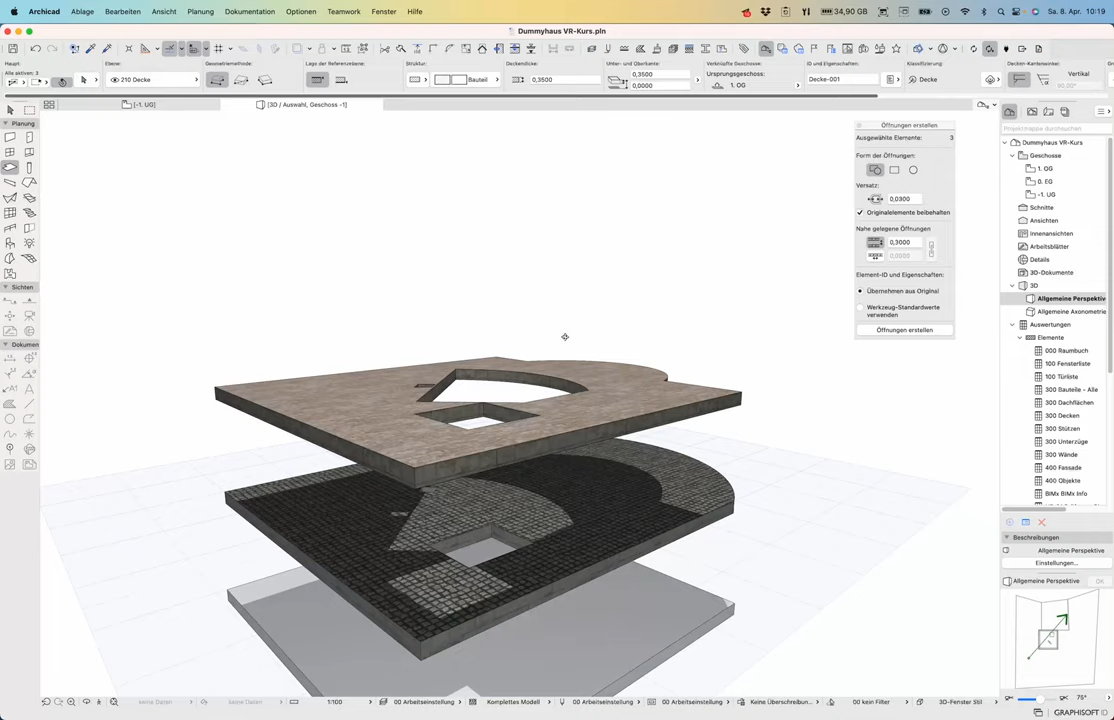 Archicad Ablage Bearbeiten Ansicht Planung Dokumentation Optionen Teamwork Fenster Hilfe 34,90 GB Sa. 8. Apr. 10:19
Dummyhaus VR-Kurs.pln
Haupt: Ebene: Geometriemethode: Lage der Referenzebene: Struktur: Deckendicke: Unter- und Oberkante: Verknüpfte Geschosse: ID und Eigenschaften: Klassifikation: Decken-Kantenwinkel:
Alle aktiven: 3 210 Decke Bauteil 0,3500 0,3500 0,0000 Ursprungsgeschoss: 1. OG Decke-001 Decke Vertikal 90,00°
[-1. UG] [3D / Auswahl, Geschoss -1]
Planung
Sichten
Dokumen
Öffnungen erstellen
Ausgewählte Elemente: 3
Form der Öffnungen:
Versatz:
0,0300
Originalelemente beibehalten
Nahe gelegene Öffnungen
0,3000
0,0000
Element-ID und Eigenschaften:
Übernehmen aus Original
Werkzeug-Standardwerte
verwenden
Öffnungen erstellen
Projektmappe durchsuchen
Dummyhaus VR-Kurs
Geschosse
1. OG
0. EG
-1. UG
Schnitte
Ansichten
Innenansichten
Arbeitsblätter
Details
3D-Dokumente
3D
Allgemeine Perspektiv
Allgemeine Axonometrie
Auswertungen
Elemente
000 Raumbuch
100 Fensterliste
100 Türliste
300 Bauteile - Alle
300 Dachflächen
300 Decken
300 Stützen
300 Unterzüge
300 Wände
400 Fassade
400 Objekte
BIMx BIM Info
Beschreibungen
Allgemeine Perspektive
Einstellungen...
Allgemeine Perspektive OK
75°
keine Daten keine Daten 1:100 00 Arbeitseinstellung Komplettes Modell 00 Arbeitseinstellung 00 Arbeitseinstellung Keine Überschreibun... 00 kein Filter 3D-Fenster Stil
GRAPHISOFT ID